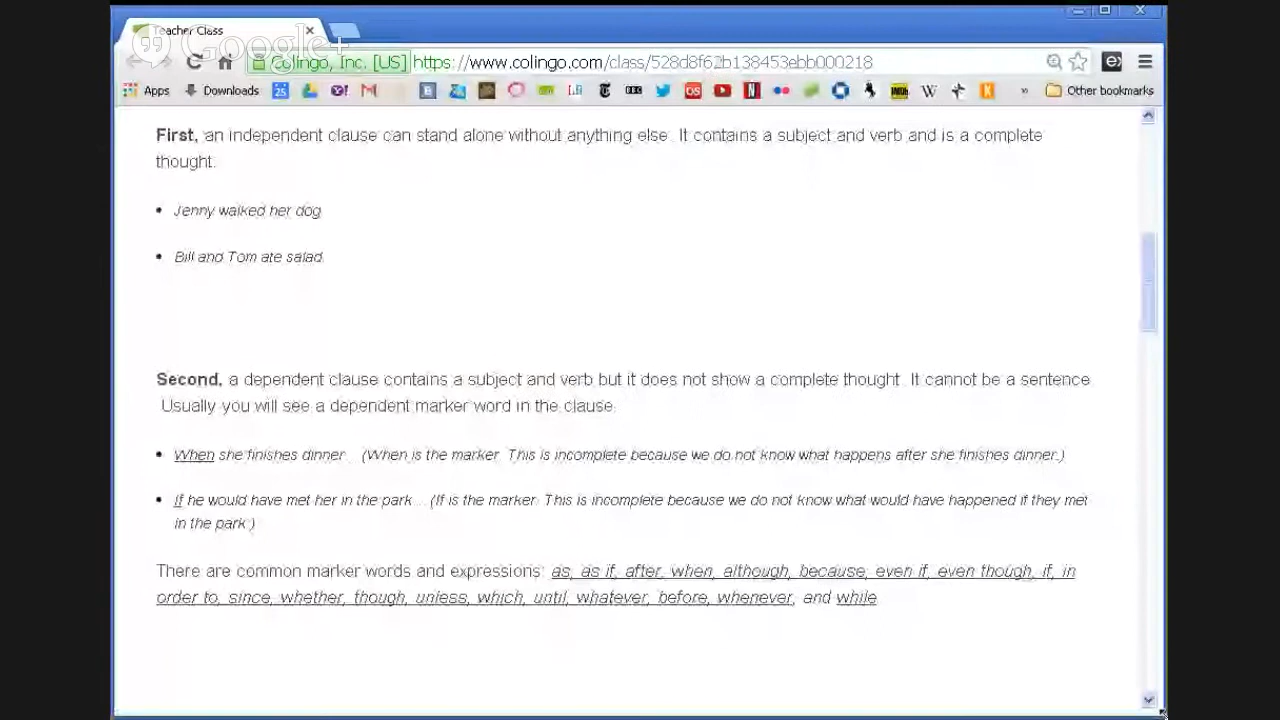 Teacher Class
Google+
Colingo, Inc. [US] https://www.colingo.com/class/528d8f62b138453ebb000218
Apps Downloads 25 Y! LR OS N IMDb W Other bookmarks
First, an independent clause can stand alone without anything else. It contains a subject and verb and is a complete
thought.
• Jenny walked her dog.
• Bill and Tom ate salad.
Second, a dependent clause contains a subject and verb but it does not show a complete thought. It cannot be a sentence.
Usually you will see a dependent marker word in the clause.
• When she finishes dinner... (When is the marker. This is incomplete because we do not know what happens after she finishes dinner.)
• If he would have met her in the park... (If is the marker. This is incomplete because we do not know what would have happened if they met
in the park.)
There are common marker words and expressions: as, as if, after, when, although, because, even if, even though, if, in
order to, since, whether, though, unless, which, until, whatever, before, whenever, and while.